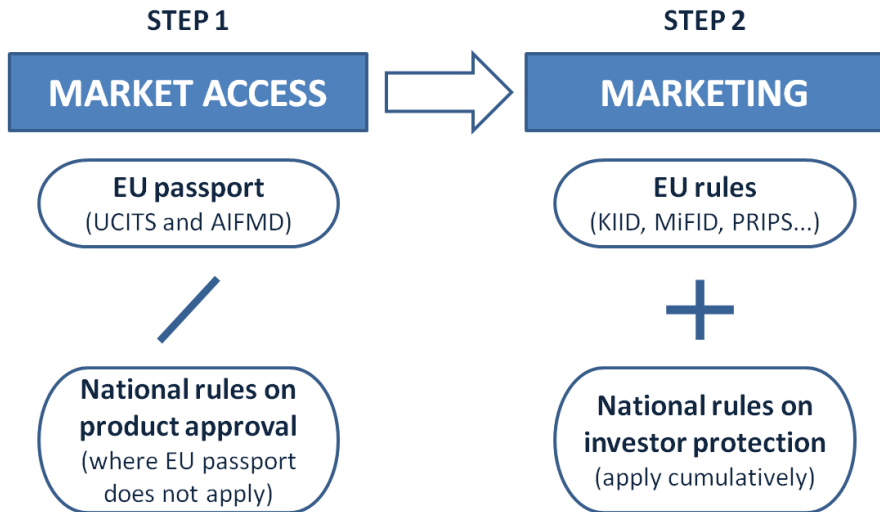 STEP 1
MARKET ACCESS
EU passport
(UCITS and AIFMD)
National rules on
product approval
(where EU passport
does not apply)
STEP 2
MARKETING
EU rules
(KIID, MiFID, PRIPS...)
National rules on
investor protection
(apply cumulatively)